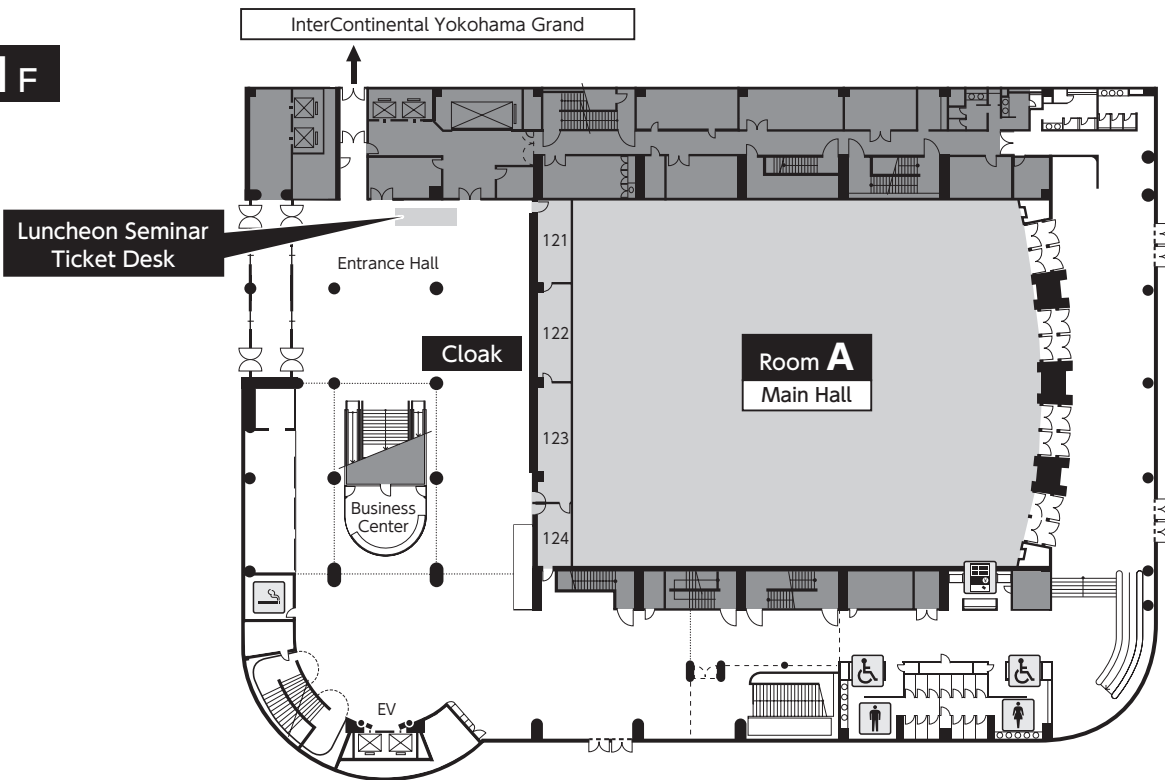 InterContinental Yokohama Grand
1F
Luncheon Seminar
Ticket Desk
Entrance Hall
121
122
Cloak
Room A
Main Hall
123
Business
Center
124
EV